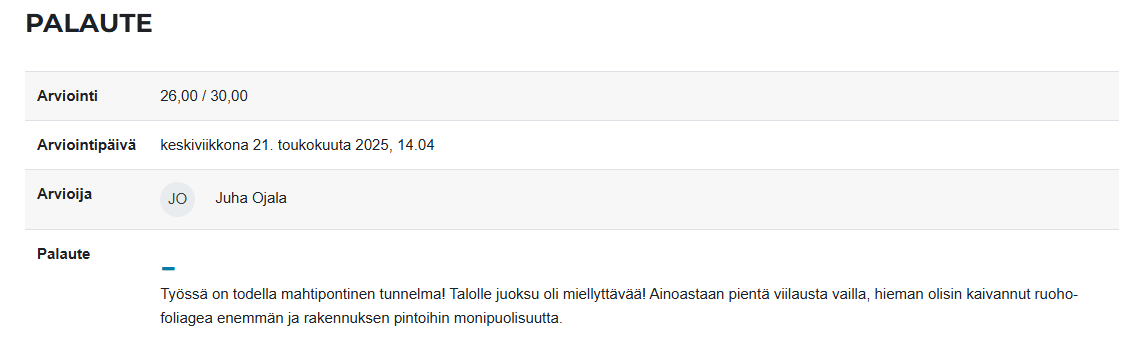 PALAUTE
Arviointi 26,00 / 30,00
Arviointipäivä keskiviikkona 21. toukokuuta 2025, 14.04
Arvioija JO Juha Ojala
Palaute
Työssä on todella mahtipontinen tunnelma! Talolle juoksu oli miellyttävää! Ainoastaan pientä viilausta vailla, hieman olisin kaivannut ruoho-
foliagea enemmän ja rakennuksen pintoihin monipuolisuutta.